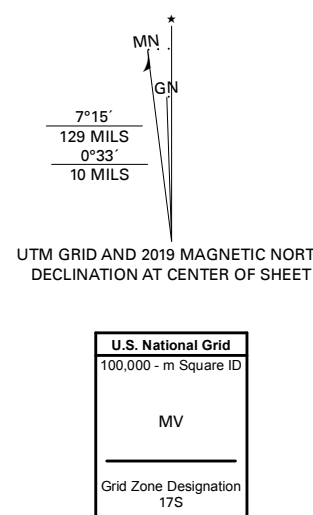 ★
MN
GN
7°15´
129 MILS
0°33´
10 MILS
UTM GRID AND 2019 MAGNETIC NORT
DECLINATION AT CENTER OF SHEET
U.S. National Grid
100,000 - m Square ID
MV
Grid Zone Designation
17S